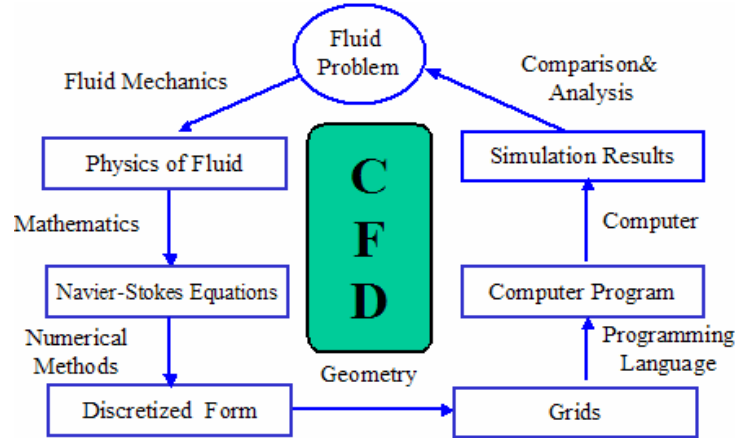 Fluid
Problem
Fluid Mechanics
Comparison&
Analysis
Physics of Fluid
Simulation Results
C
F
D
Mathematics
Computer
Navier-Stokes Equations
Computer Program
Numerical
Methods
Programming
Language
Geometry
Discretized Form
Grids